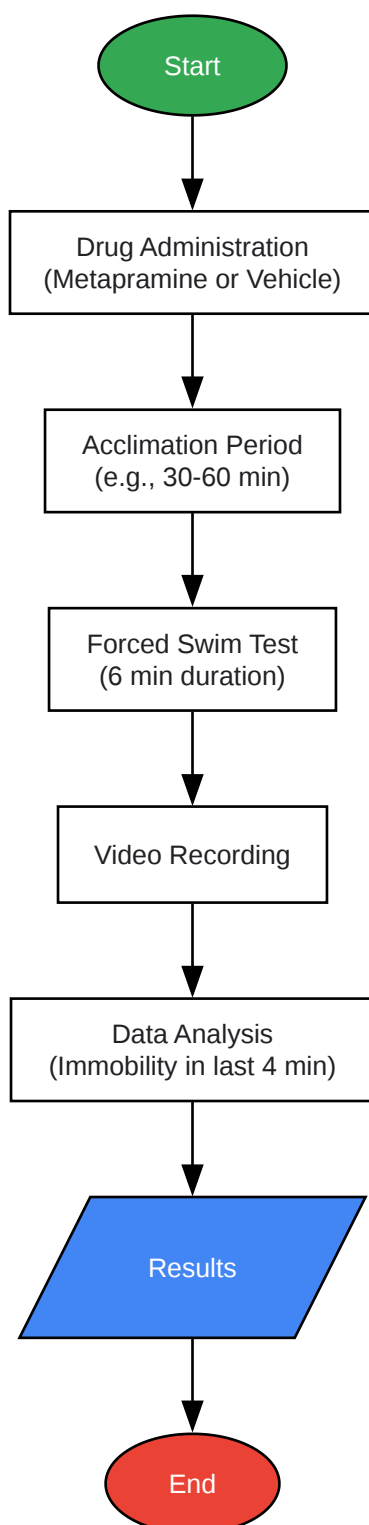 Start
Drug Administration
(Metapramine or Vehicle)
Acclimation Period
(e.g., 30-60 min)
Forced Swim Test
(6 min duration)
Video Recording
Data Analysis
(Immobility in last 4 min)
Results
End